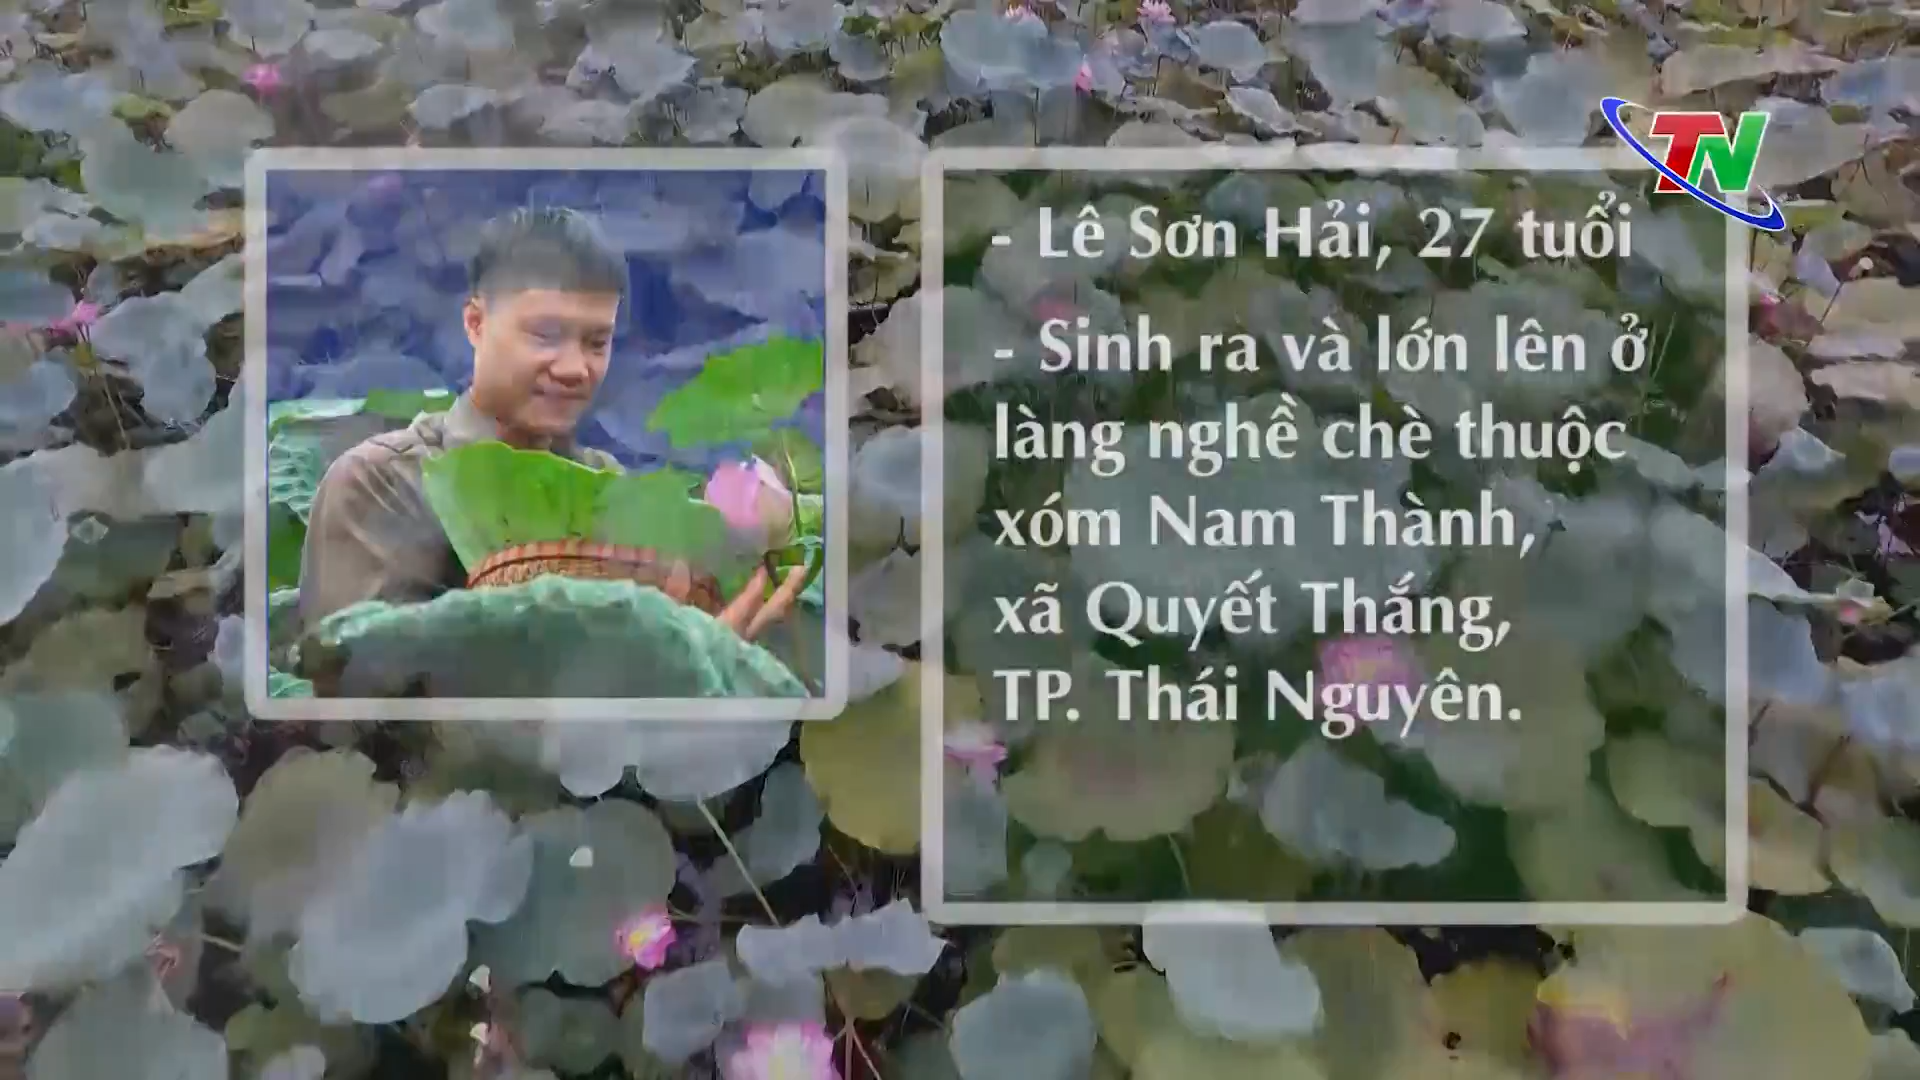 TN
- Lê Sơn Hải, 27 tuổi
- Sinh ra và lớn lên ở
làng nghề chè thuộc
xóm Nam Thành,
xã Quyết Thắng,
TP. Thái Nguyên.